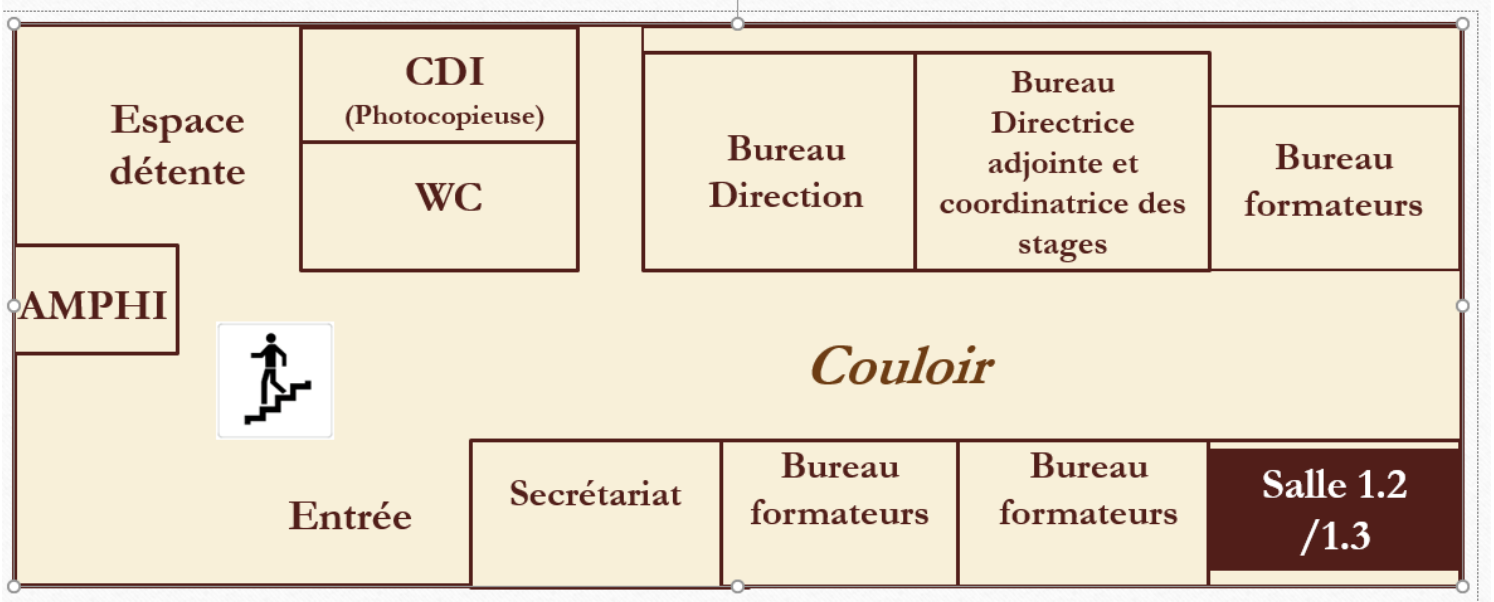 Espace
détente
CDI
(Photocopieuse)
WC
Bureau
Direction
Bureau
Directrice
adjointe et
coordinatrice des
stages
Bureau
formateurs
AMPHI
Couloir
Entrée
Secrétariat
Bureau
formateurs
Bureau
formateurs
Salle 1.2
/1.3